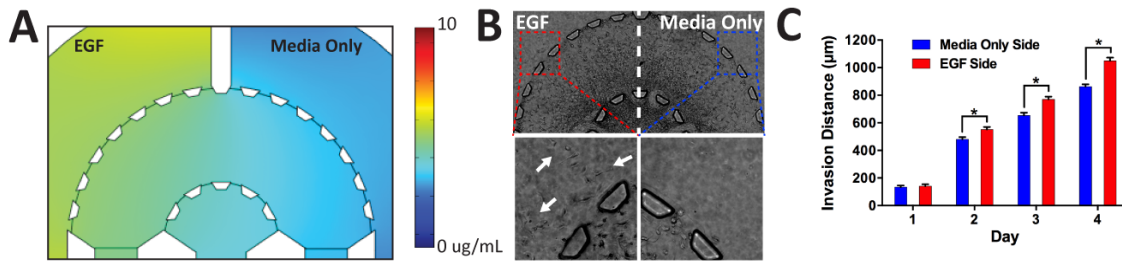 A
EGF
Media Only
10
0 ug/mL
B
EGF
Media Only
C
Invasion Distance (µm)
1200
1000
800
600
400
200
0
Media Only Side
EGF Side
*
*
*
1 2 3 4
Day